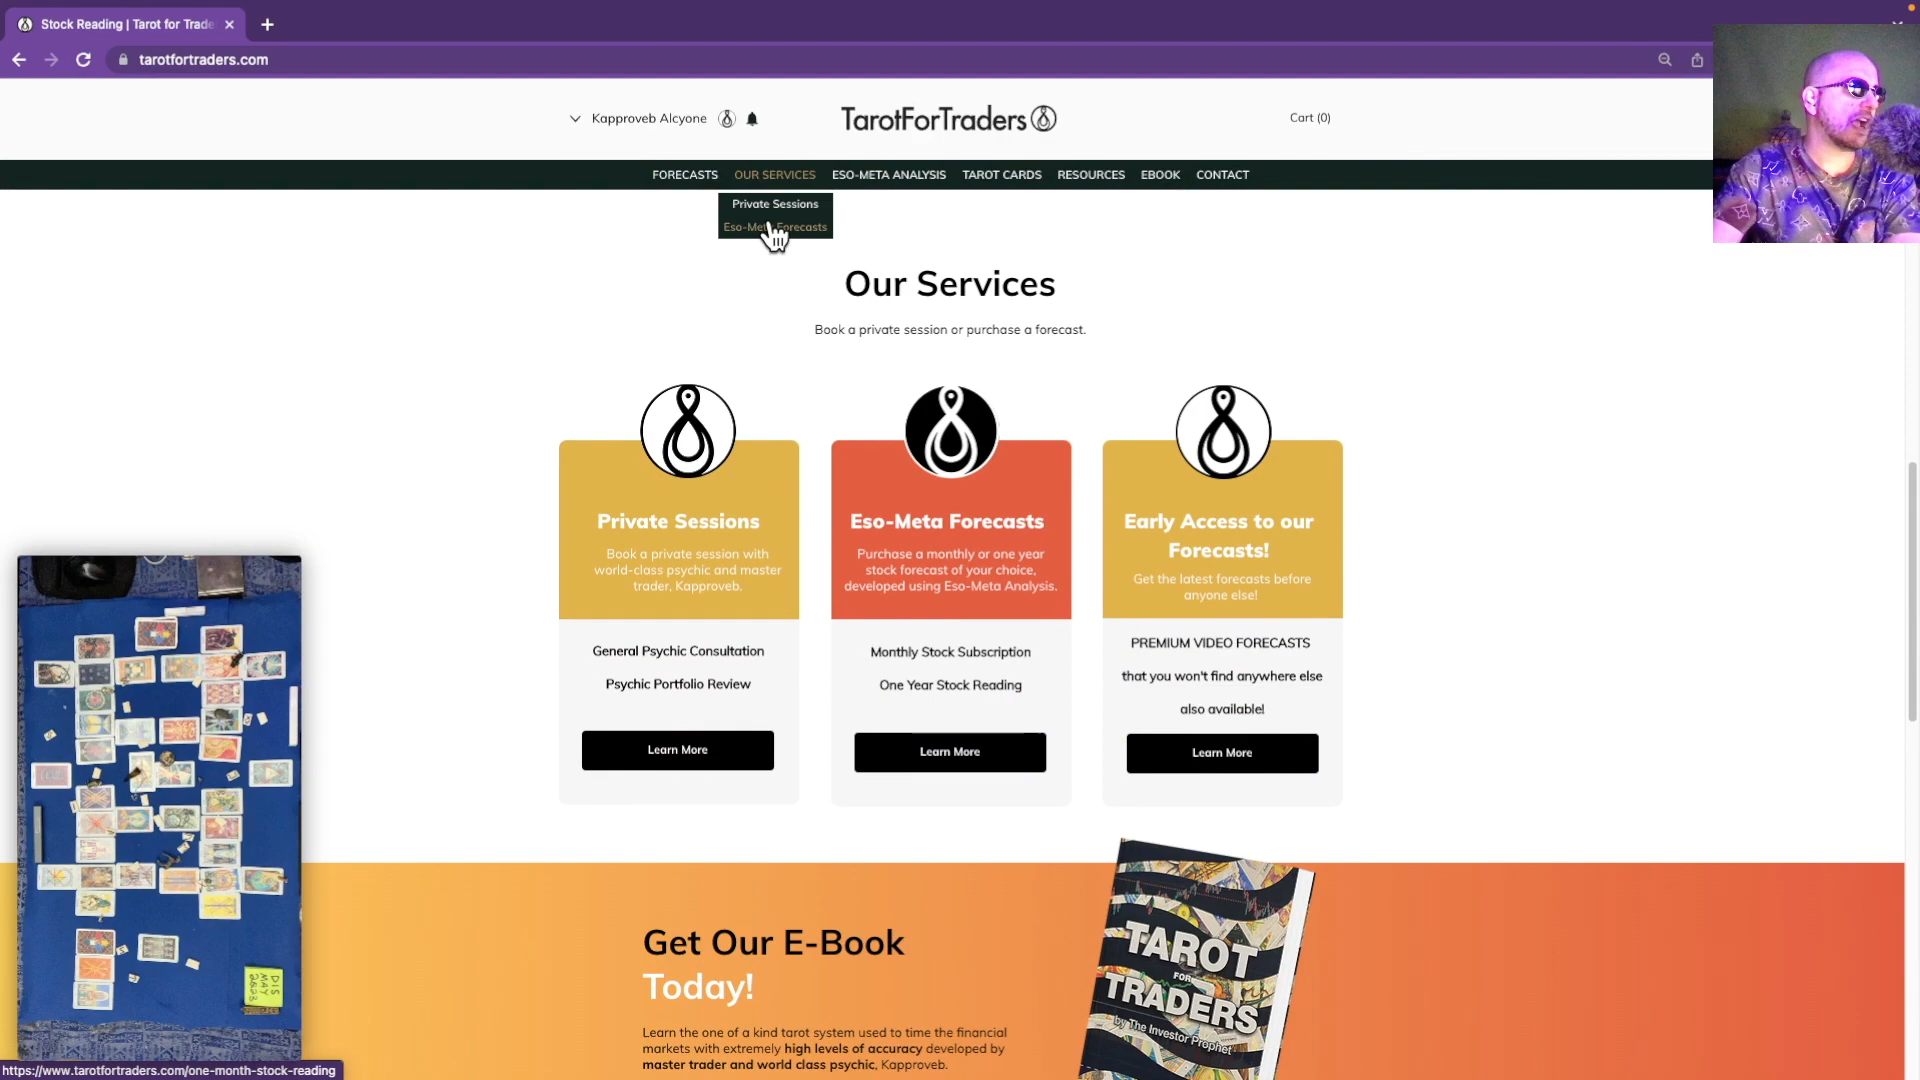 Stock Reading | Tarot for Trade
tarotfortraders.com
Kapproveb Alcyone
TarotForTraders
Cart (0)
FORECASTS OUR SERVICES ESO-META ANALYSIS TAROT CARDS RESOURCES EBOOK CONTACT
Private Sessions
Eso-Meta Forecasts
Our Services
Book a private session or purchase a forecast.
Private Sessions
Book a private session with
world-class psychic and master
trader, Kapproveb.
General Psychic Consultation
Psychic Portfolio Review
Learn More
Eso-Meta Forecasts
Purchase a monthly or one year
stock forecast of your choice,
developed using Eso-Meta Analysis.
Monthly Stock Subscription
One Year Stock Reading
Learn More
Early Access to our
Forecasts!
Get the latest forecasts before
anyone else!
PREMIUM VIDEO FORECASTS
that you won't find anywhere else
also available!
Learn More
DIS
MAY
2023
Get Our E-Book
Today!
Learn the one of a kind tarot system used to time the financial
markets with extremely high levels of accuracy developed by
master trader and world class psychic, Kapproveb.
TAROT
FOR
TRADERS
by The Investor Prophet
https://www.tarotfortraders.com/one-month-stock-reading